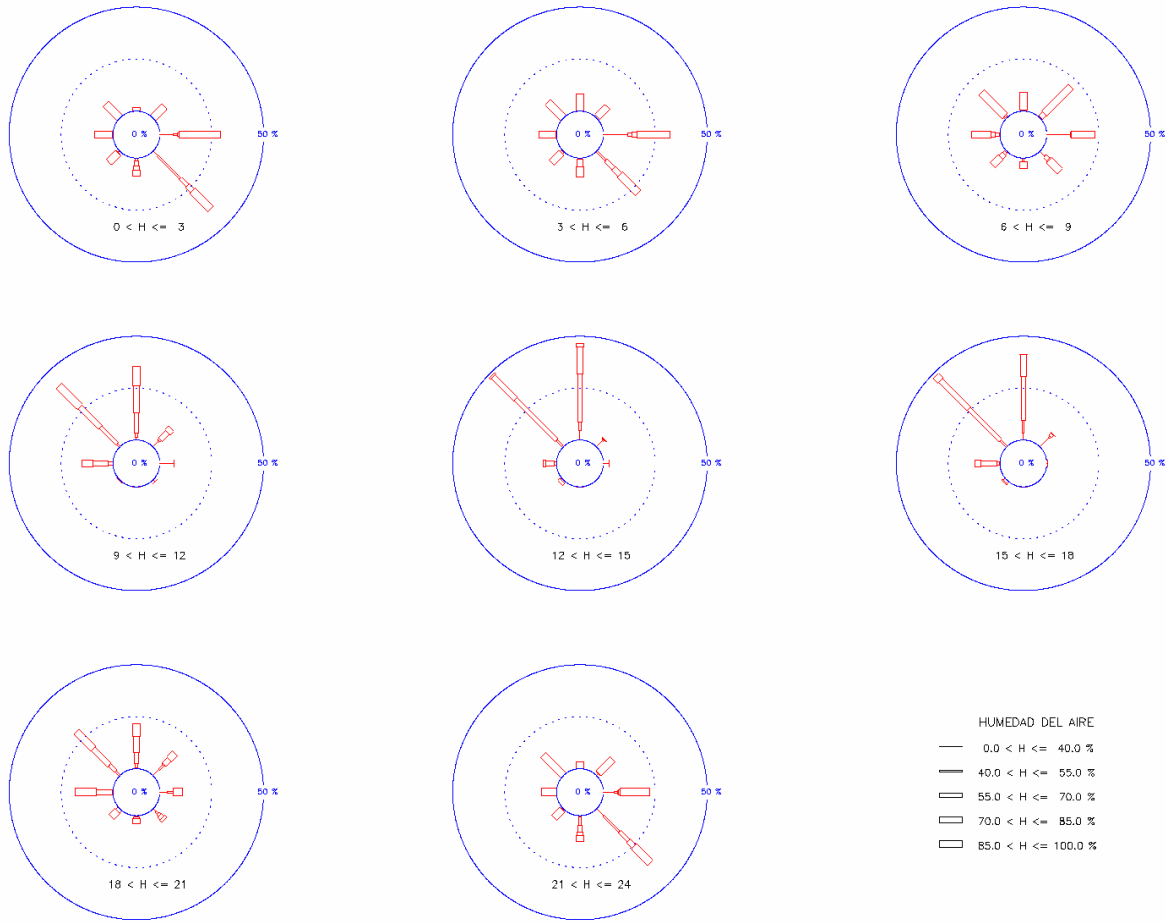 0 % 50 %
0 < H <= 3
0 % 50 %
3 < H <= 6
0 % 50 %
6 < H <= 9
0 % 50 %
9 < H <= 12
0 % 50 %
12 < H <= 15
0 % 50 %
15 < H <= 18
0 % 50 %
18 < H <= 21
0 % 50 %
21 < H <= 24
HUMEDAD DEL AIRE
0.0 < H <= 40.0 %
40.0 < H <= 55.0 %
55.0 < H <= 70.0 %
70.0 < H <= 85.0 %
85.0 < H <= 100.0 %